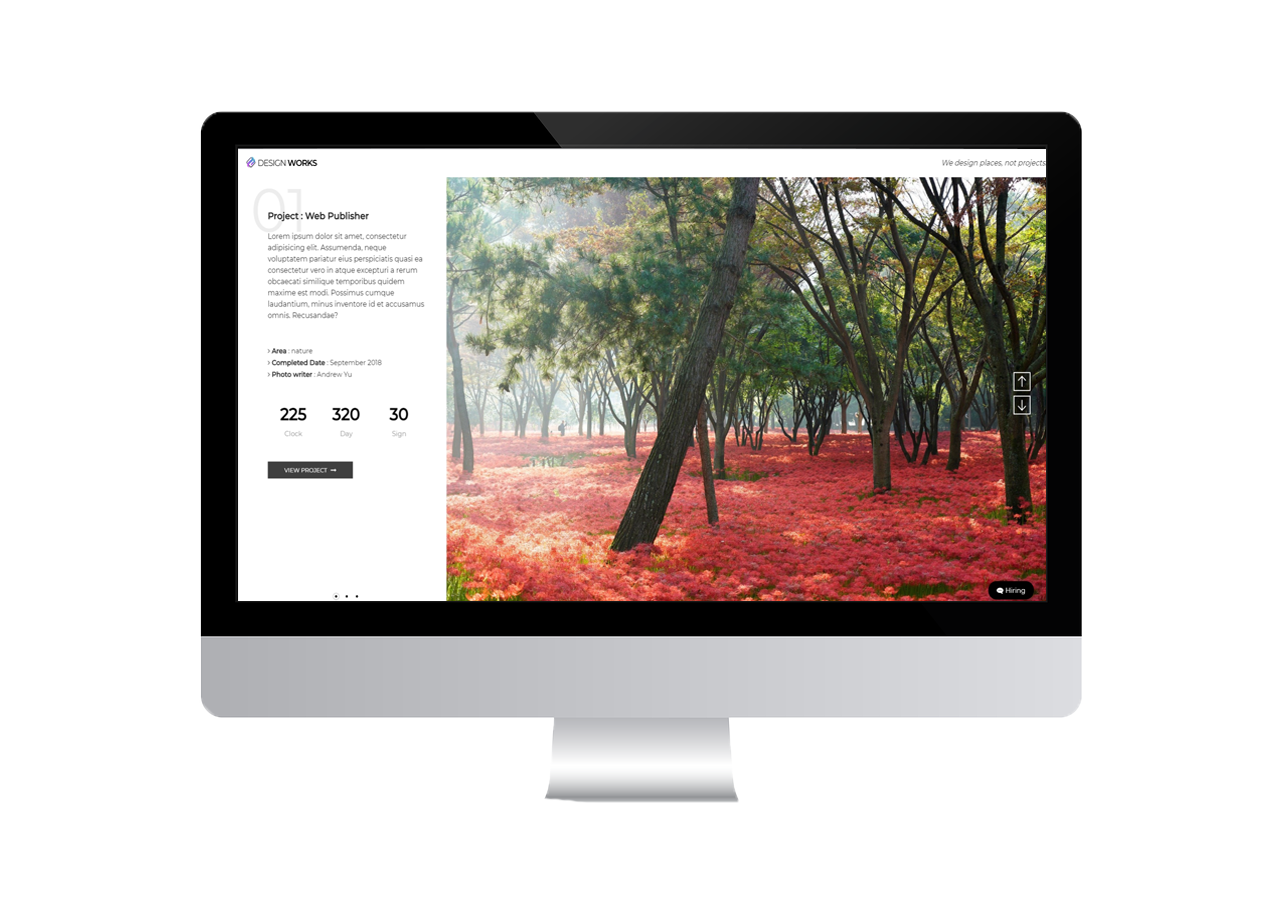 DESIGN WORKS
We design places, not projects
01
Project : Web Publisher
Lorem ipsum dolor sit amet, consectetur
adipisicing elit. Assumenda, neque
voluptatem pariatur eius perspiciatis quasi ea
consectetur vero in atque excepturi a rerum
obcaecati similique temporibus quidem
maxime est modi. Possimus cumque
laudantium, minus inventore id et accusamus
omnis. Recusandae?
› Area : nature
› Completed Date : September 2018
› Photo writer : Andrew Yu
225 320 30
Clock Day Sign
VIEW PROJECT →
Hiring